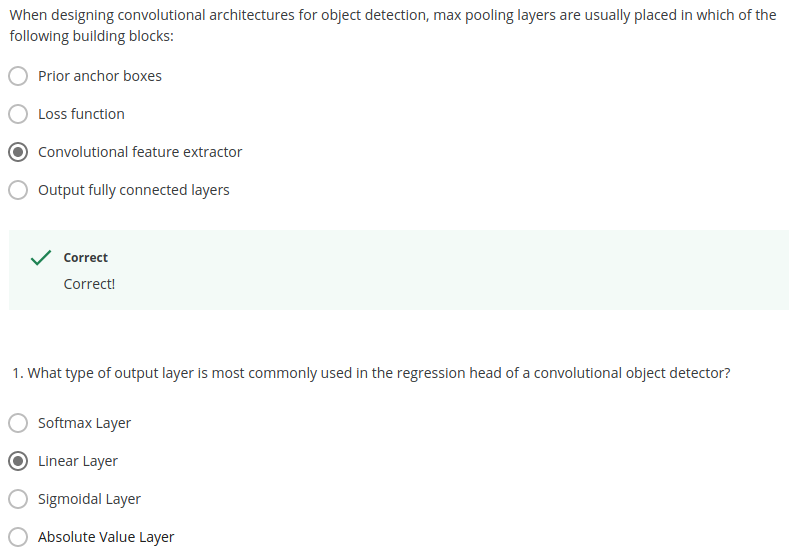 When designing convolutional architectures for object detection, max pooling layers are usually placed in which of the
following building blocks:
Prior anchor boxes
Loss function
Convolutional feature extractor
Output fully connected layers
Correct
Correct!
1. What type of output layer is most commonly used in the regression head of a convolutional object detector?
Softmax Layer
Linear Layer
Sigmoidal Layer
Absolute Value Layer